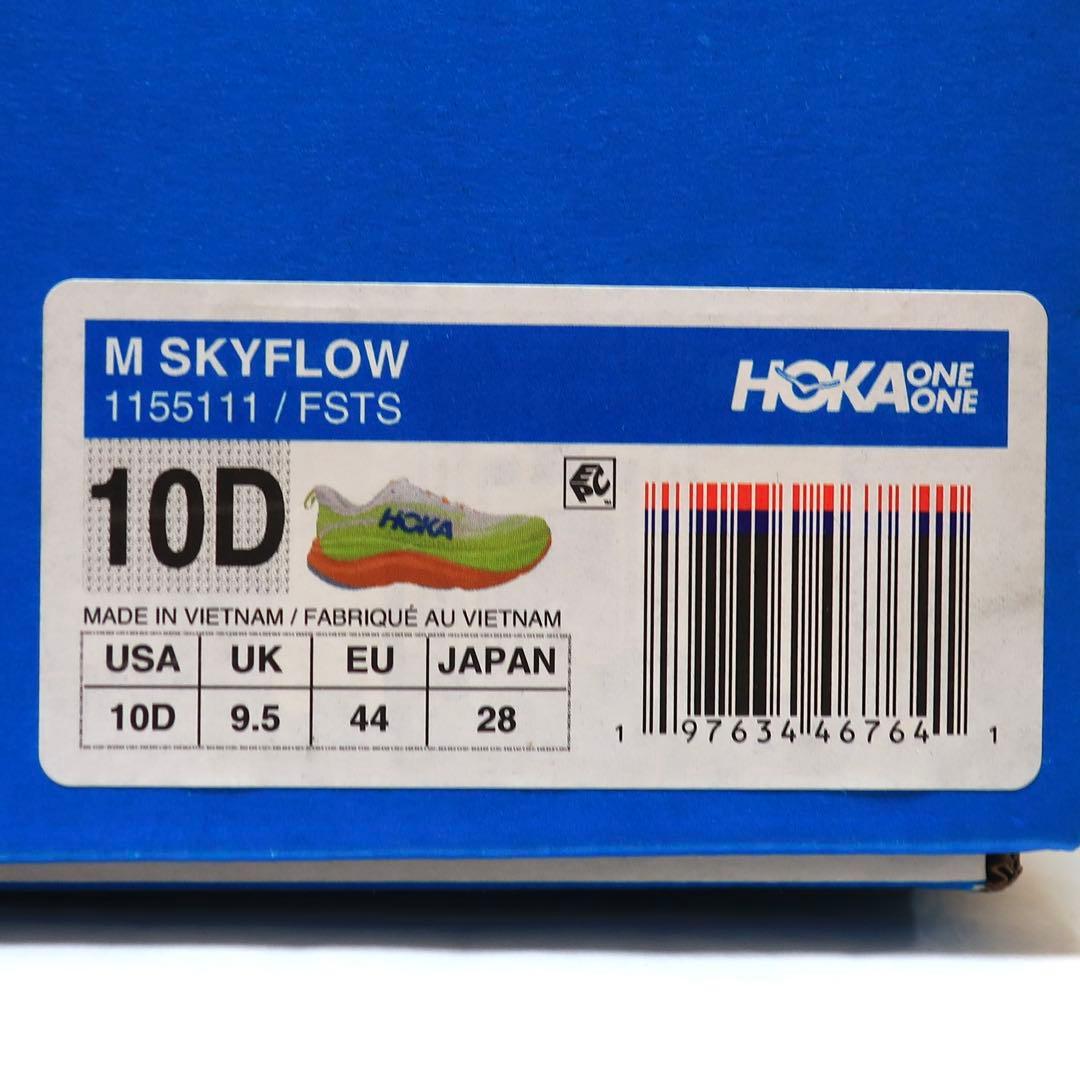 M SKYFLOW
1155111 / FSTS
HOKA ONE ONE
10D
HOKA
EPC
MADE IN VIETNAM / FABRIQUÉ AU VIETNAM
USA UK EU JAPAN
10D 9.5 44 28
1 97634 46764 1